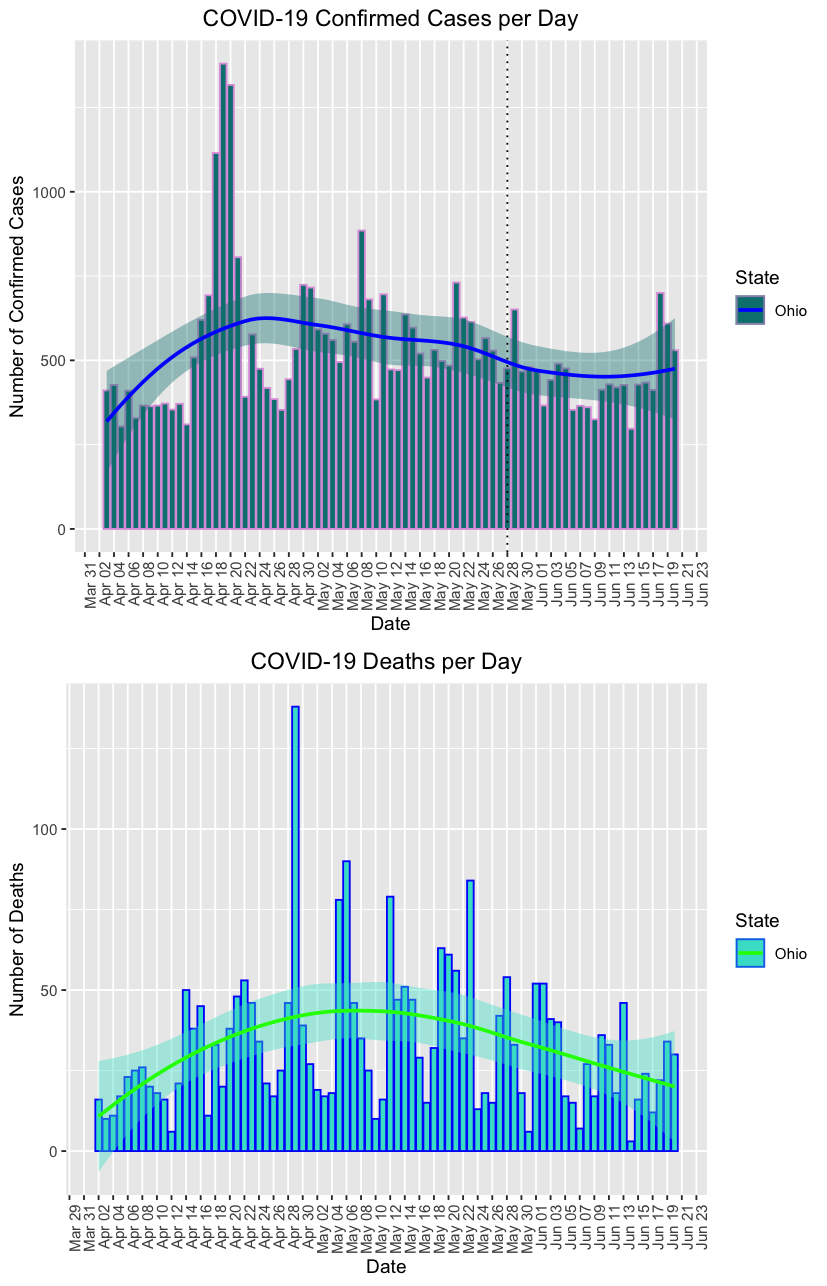 COVID-19 Confirmed Cases per Day
Number of Confirmed Cases
1000
500
0
Mar 31
Apr 02
Apr 04
Apr 06
Apr 08
Apr 10
Apr 12
Apr 14
Apr 16
Apr 18
Apr 20
Apr 22
Apr 24
Apr 26
Apr 28
Apr 30
May 02
May 04
May 06
May 08
May 10
May 12
May 14
May 16
May 18
May 20
May 22
May 24
May 26
May 28
May 30
Jun 01
Jun 03
Jun 05
Jun 07
Jun 09
Jun 11
Jun 13
Jun 15
Jun 17
Jun 19
Jun 21
Jun 23
Date
State
Ohio
COVID-19 Deaths per Day
Number of Deaths
100
50
0
Mar 29
Mar 31
Apr 02
Apr 04
Apr 06
Apr 08
Apr 10
Apr 12
Apr 14
Apr 16
Apr 18
Apr 20
Apr 22
Apr 24
Apr 26
Apr 28
Apr 30
May 02
May 04
May 06
May 08
May 10
May 12
May 14
May 16
May 18
May 20
May 22
May 24
May 26
May 28
May 30
Jun 01
Jun 03
Jun 05
Jun 07
Jun 09
Jun 11
Jun 13
Jun 15
Jun 17
Jun 19
Jun 21
Jun 23
Date
State
Ohio